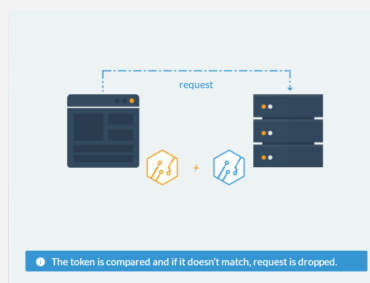 request
The token is compared and if it doesn't match, request is dropped.